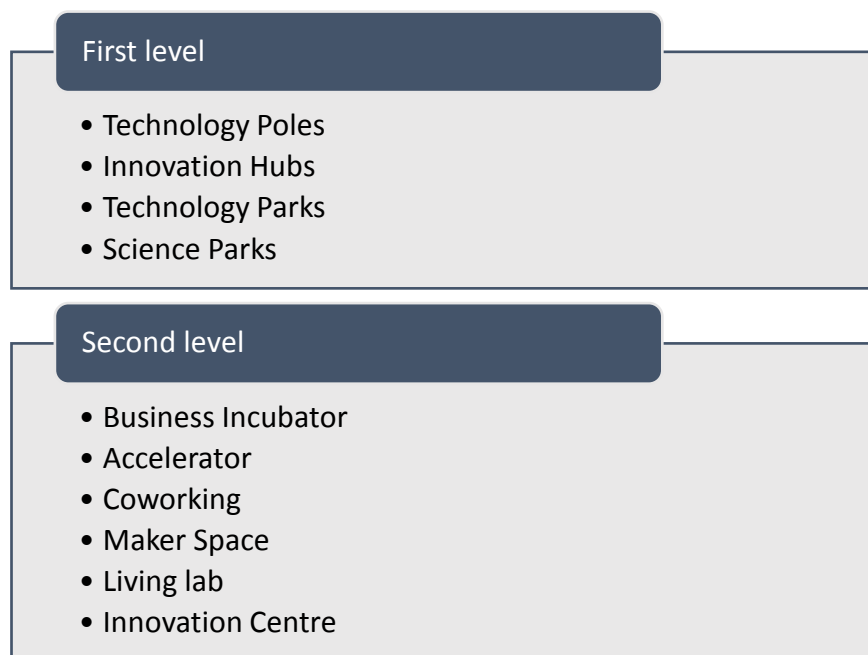 First level
• Technology Poles
• Innovation Hubs
• Technology Parks
• Science Parks
Second level
• Business Incubator
• Accelerator
• Coworking
• Maker Space
• Living lab
• Innovation Centre